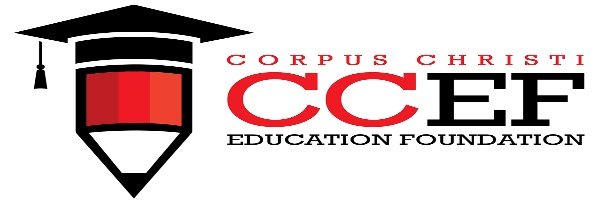 CORPUS CHRISTI
CCEF
EDUCATION FOUNDATION